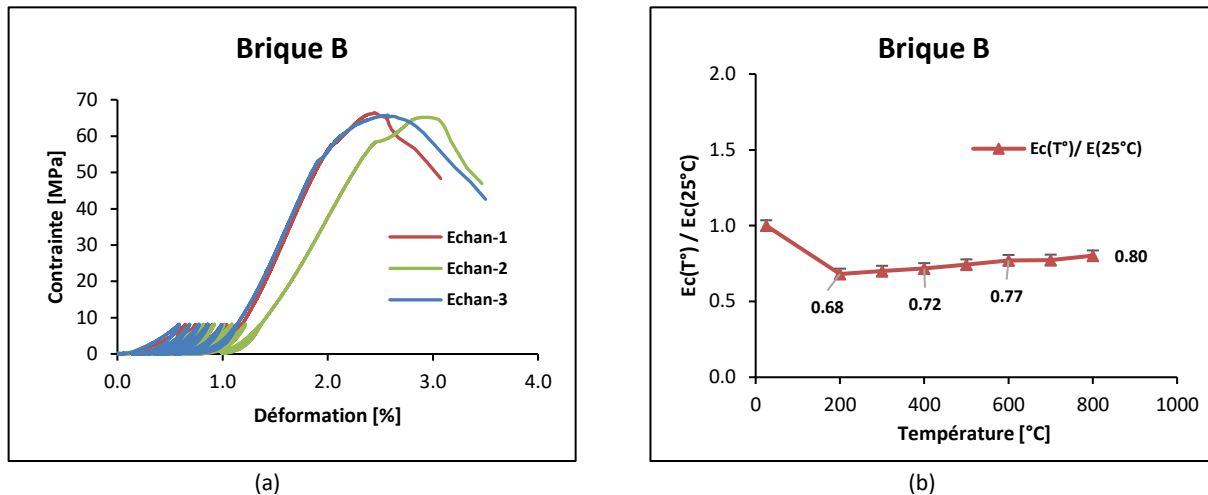 Brique B
Contrainte [MPa]
70
60
50
40
30
20
10
0
0.0 1.0 2.0 3.0 4.0
Déformation [%]
Echan-1
Echan-2
Echan-3
(a)
Brique B
Ec(T°) / Ec(25°C)
2.0
1.5
1.0
0.5
0.0
0 200 400 600 800 1000
Température [°C]
Ec(T°)/ E(25°C)
0.68
0.72
0.77
0.80
(b)